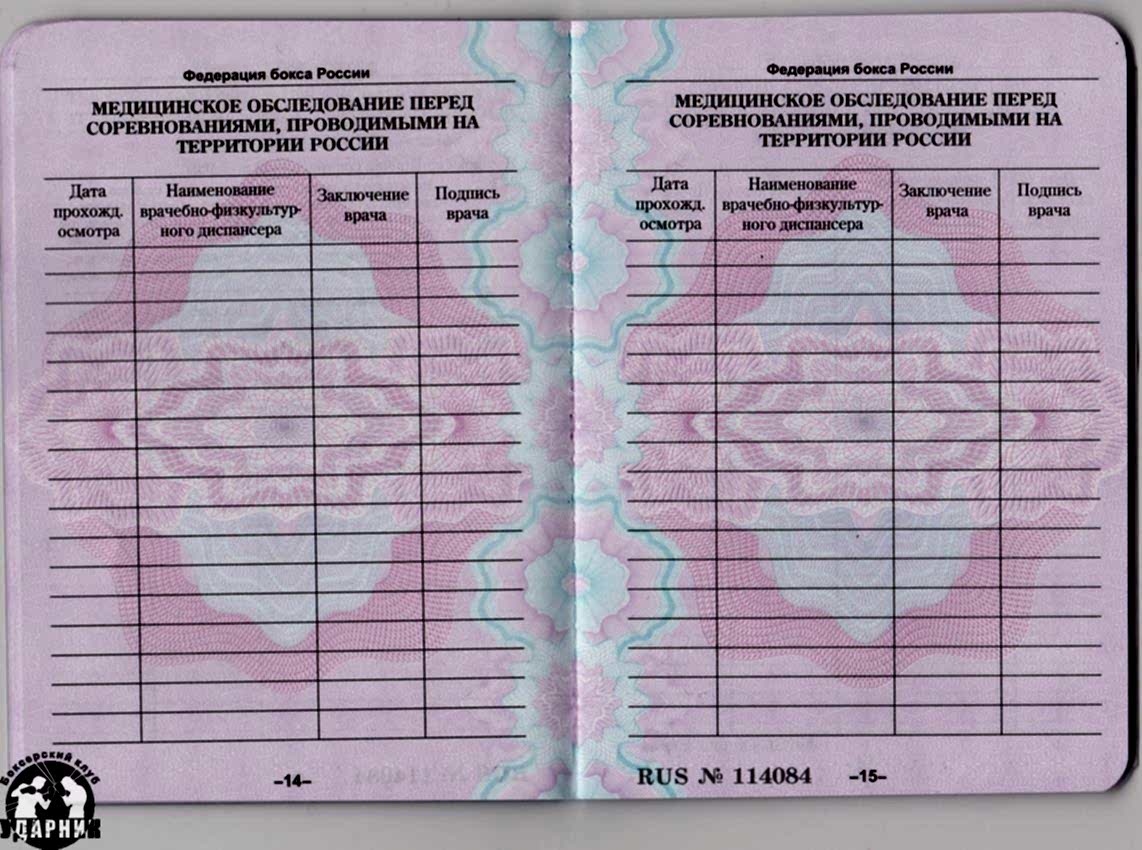 Федерация бокса России
МЕДИЦИНСКОЕ ОБСЛЕДОВАНИЕ ПЕРЕД
СОРЕВНОВАНИЯМИ, ПРОВОДИМЫМИ НА
ТЕРРИТОРИИ РОССИИ
Дата
прохожд.
осмотра
Наименование
врачебно-физкультур-
ного диспансера
Заключение
врача
Подпись
врача
–14–
Федерация бокса России
МЕДИЦИНСКОЕ ОБСЛЕДОВАНИЕ ПЕРЕД
СОРЕВНОВАНИЯМИ, ПРОВОДИМЫМИ НА
ТЕРРИТОРИИ РОССИИ
Дата
прохожд.
осмотра
Наименование
врачебно-физкультур-
ного диспансера
Заключение
врача
Подпись
врача
RUS № 114084 –15–
Боксерский клуб
УДАРНИК